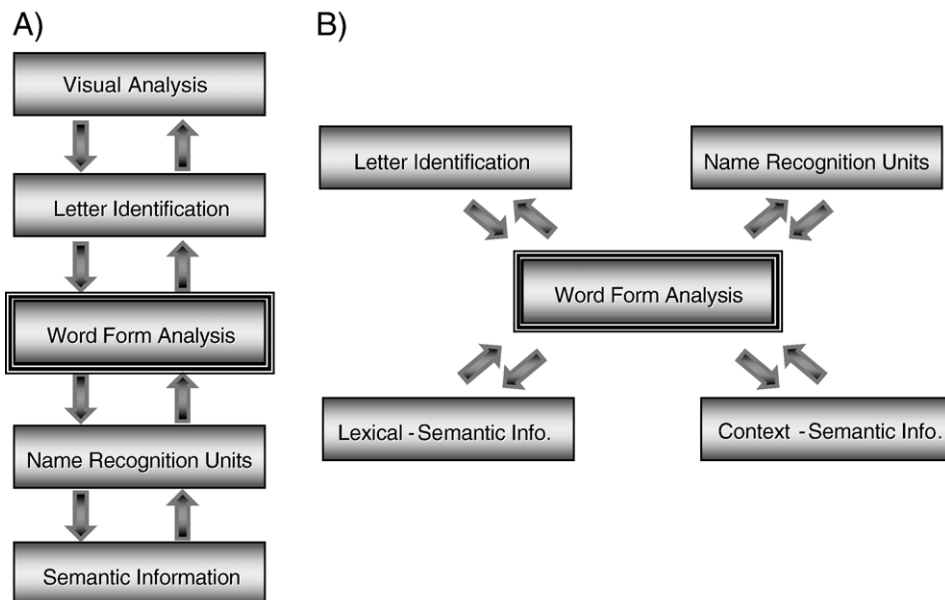 A)
Visual Analysis
Letter Identification
Word Form Analysis
Name Recognition Units
Semantic Information
B)
Letter Identification
Name Recognition Units
Word Form Analysis
Lexical - Semantic Info.
Context - Semantic Info.